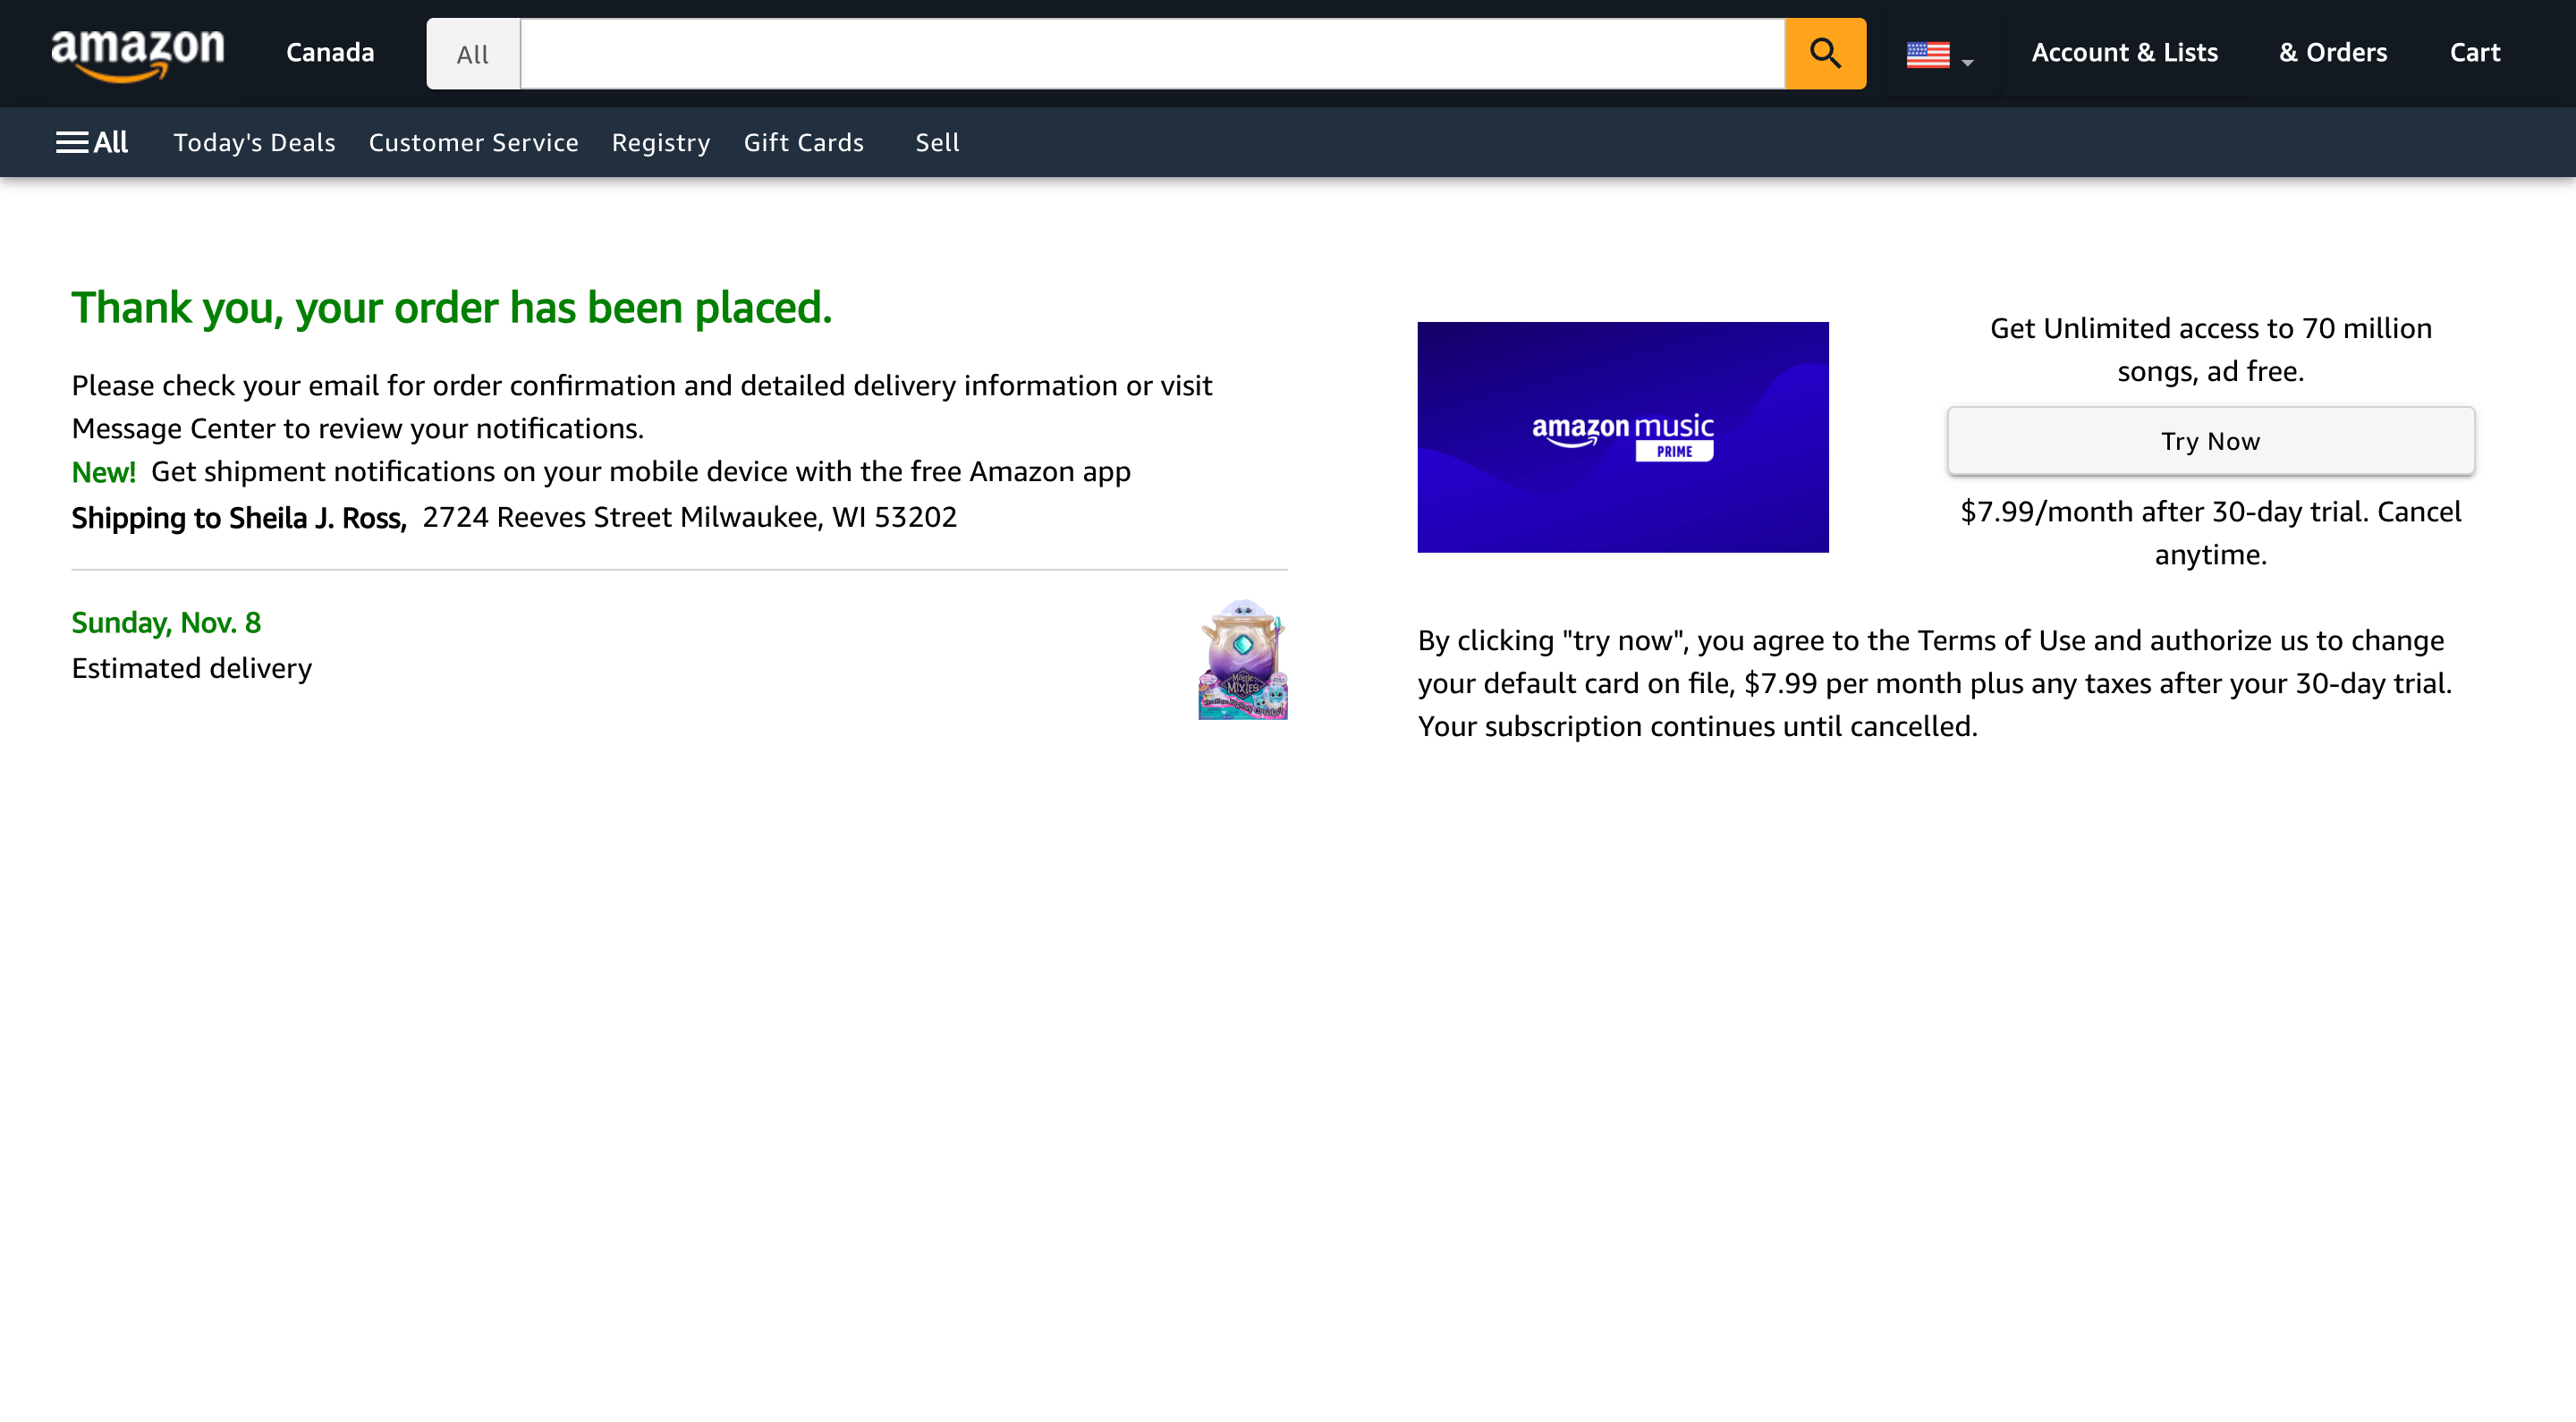 amazon
Canada
All
Account & Lists
& Orders
Cart
All
Today's Deals
Customer Service
Registry
Gift Cards
Sell
Thank you, your order has been placed.
Please check your email for order confirmation and detailed delivery information or visit
Message Center to review your notifications.
New! Get shipment notifications on your mobile device with the free Amazon app
Shipping to Sheila J. Ross, 2724 Reeves Street Milwaukee, WI 53202
Sunday, Nov. 8
Estimated delivery
Magic
MIXIES
amazon music
PRIME
Get Unlimited access to 70 million
songs, ad free.
Try Now
$7.99/month after 30-day trial. Cancel
anytime.
By clicking "try now", you agree to the Terms of Use and authorize us to change
your default card on file, $7.99 per month plus any taxes after your 30-day trial.
Your subscription continues until cancelled.